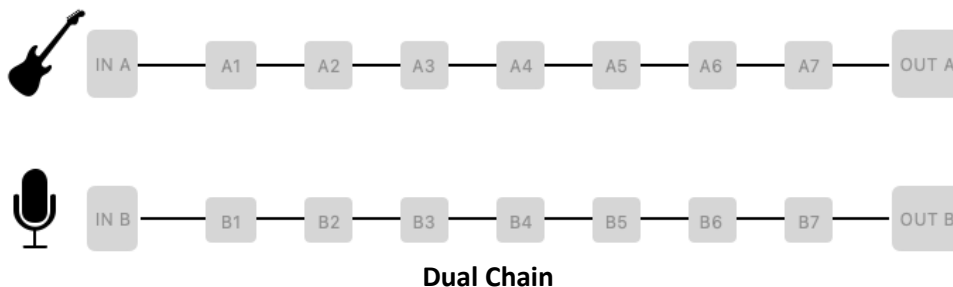 IN A A1 A2 A3 A4 A5 A6 A7 OUT A
IN B B1 B2 B3 B4 B5 B6 B7 OUT B
Dual Chain